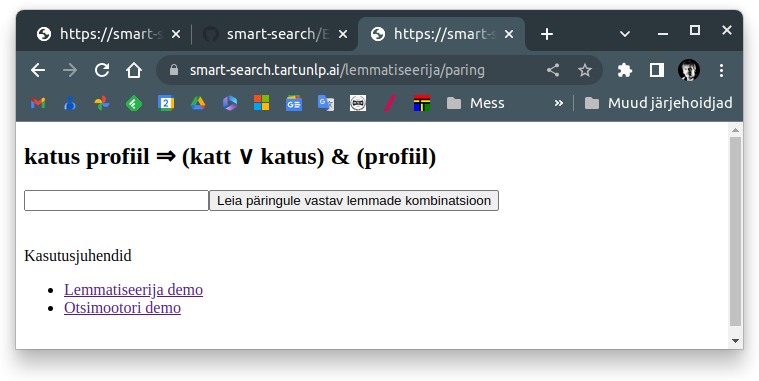 https://smart-s
smart-search/E
https://smart-s
smart-search.tartunlp.ai/lemmatiseerija/paring
Mess
»
Muud järjehoidjad
katus profiil ⇒ (katt ∨ katus) & (profiil)
Leia päringule vastav lemmade kombinatsioon
Kasutusjuhendid
• Lemmatiseerija demo
• Otsimootori demo